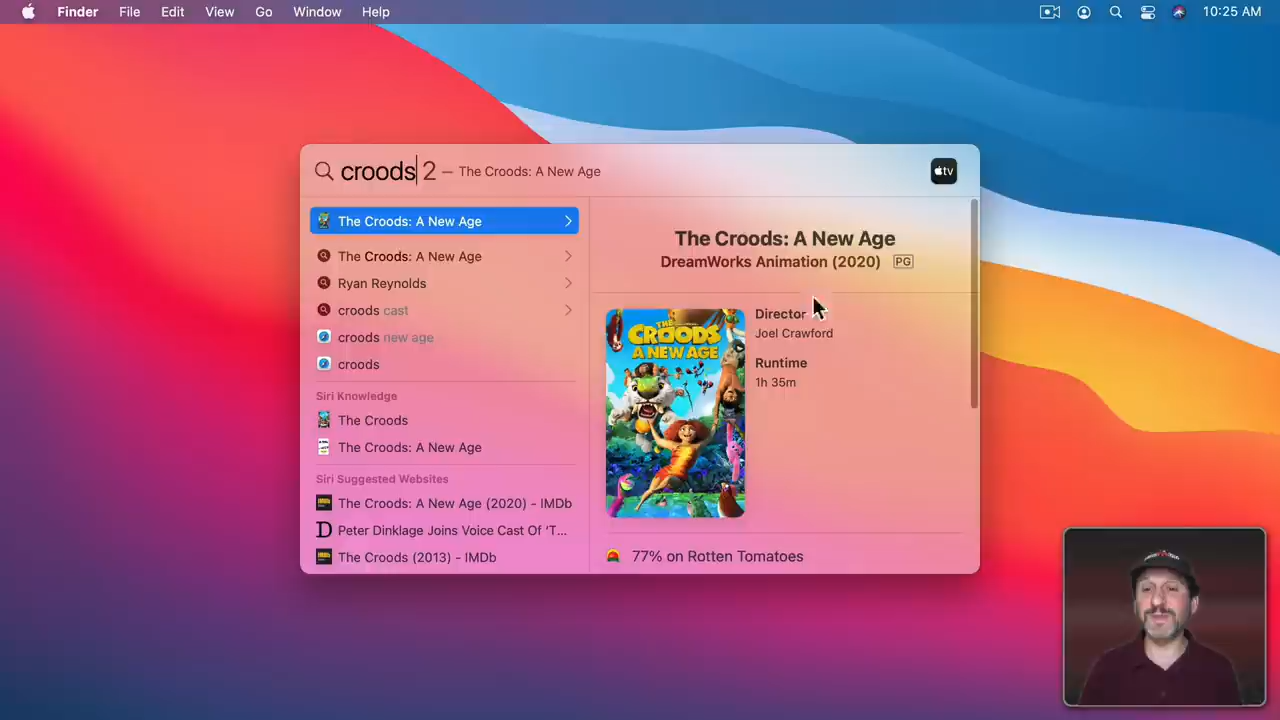 Finder File Edit View Go Window Help 10:25 AM
croods 2 — The Croods: A New Age tv
The Croods: A New Age
The Croods: A New Age
Ryan Reynolds
croods cast
croods new age
croods
Siri Knowledge
The Croods
The Croods: A New Age
Siri Suggested Websites
The Croods: A New Age (2020) - IMDb
D Peter Dinklage Joins Voice Cast Of ‘T...
The Croods (2013) - IMDb
The Croods: A New Age
DreamWorks Animation (2020) PG
THE
CROODS
A NEW AGE
Director
Joel Crawford
Runtime
1h 35m
77% on Rotten Tomatoes